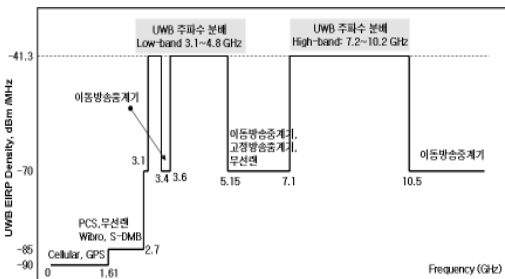 UWB 주파수 분배
Low-band 3.1~4.8 GHz
UWB 주파수 분배
High-band: 7.2~10.2 GHz
UWB EIRP Density, dBm /MHz
-41.3
이동방송중계기
3.1
3.4
3.6
이동방송중계기,
고정방송중계기,
무선랜
이동방송중계기
-70
5.15
7.1
10.5
PCS,무선랜
Wibro, S-DMB
-85
2.7
Cellular, GPS
-90
0
1.61
Frequency (GHz)